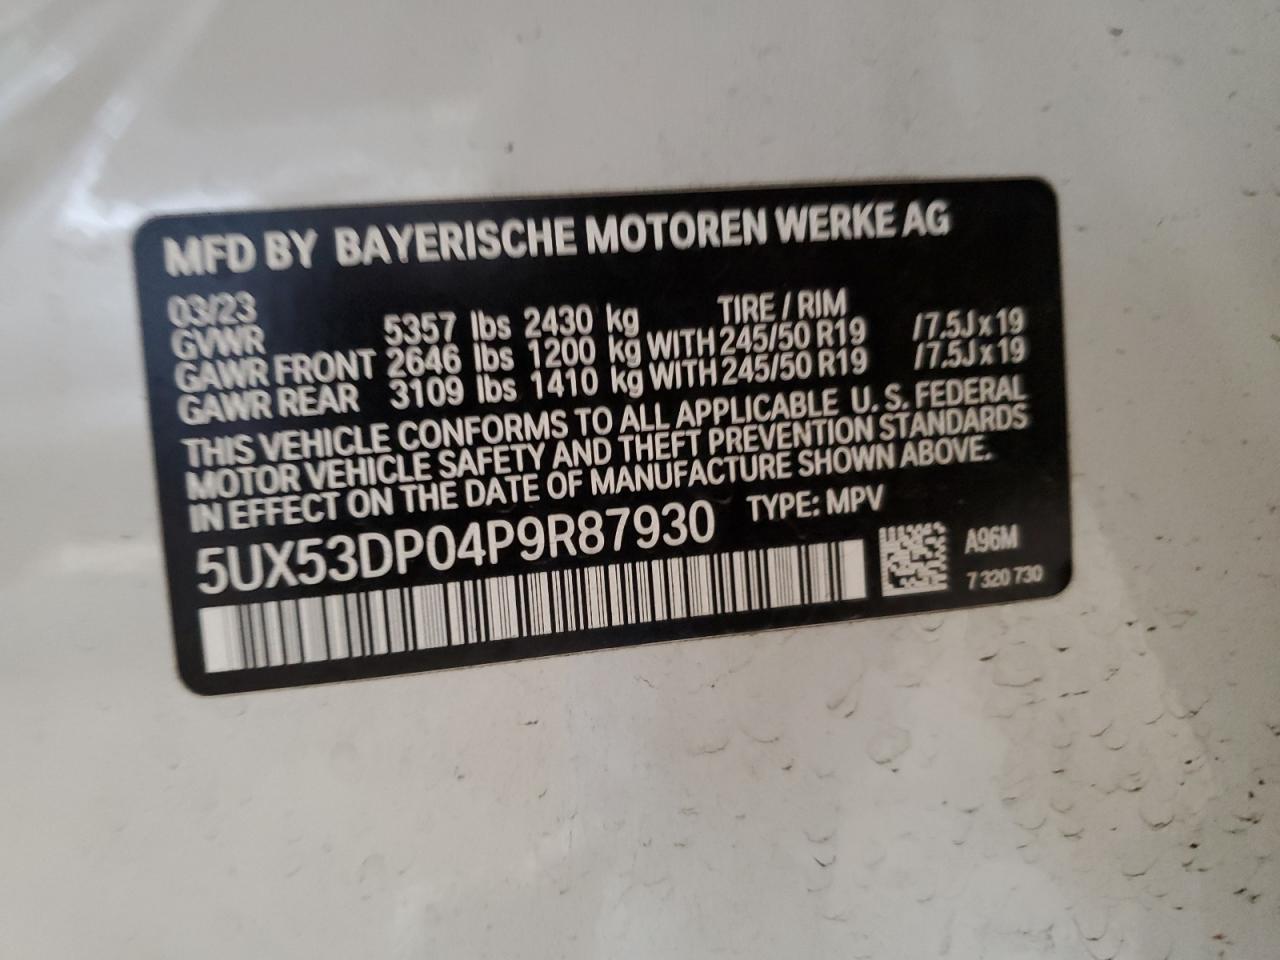 MFD BY BAYERISCHE MOTOREN WERKE AG
03/23 TIRE / RIM
GVWR 5357 lbs 2430 kg
GAWR FRONT 2646 lbs 1200 kg WITH 245/50 R19 /7.5J x 19
GAWR REAR 3109 lbs 1410 kg WITH 245/50 R19 /7.5J x 19
THIS VEHICLE CONFORMS TO ALL APPLICABLE U. S. FEDERAL
MOTOR VEHICLE SAFETY AND THEFT PREVENTION STANDARDS
IN EFFECT ON THE DATE OF MANUFACTURE SHOWN ABOVE.
5UX53DP04P9R87930 TYPE: MPV
A96M
7 320 730